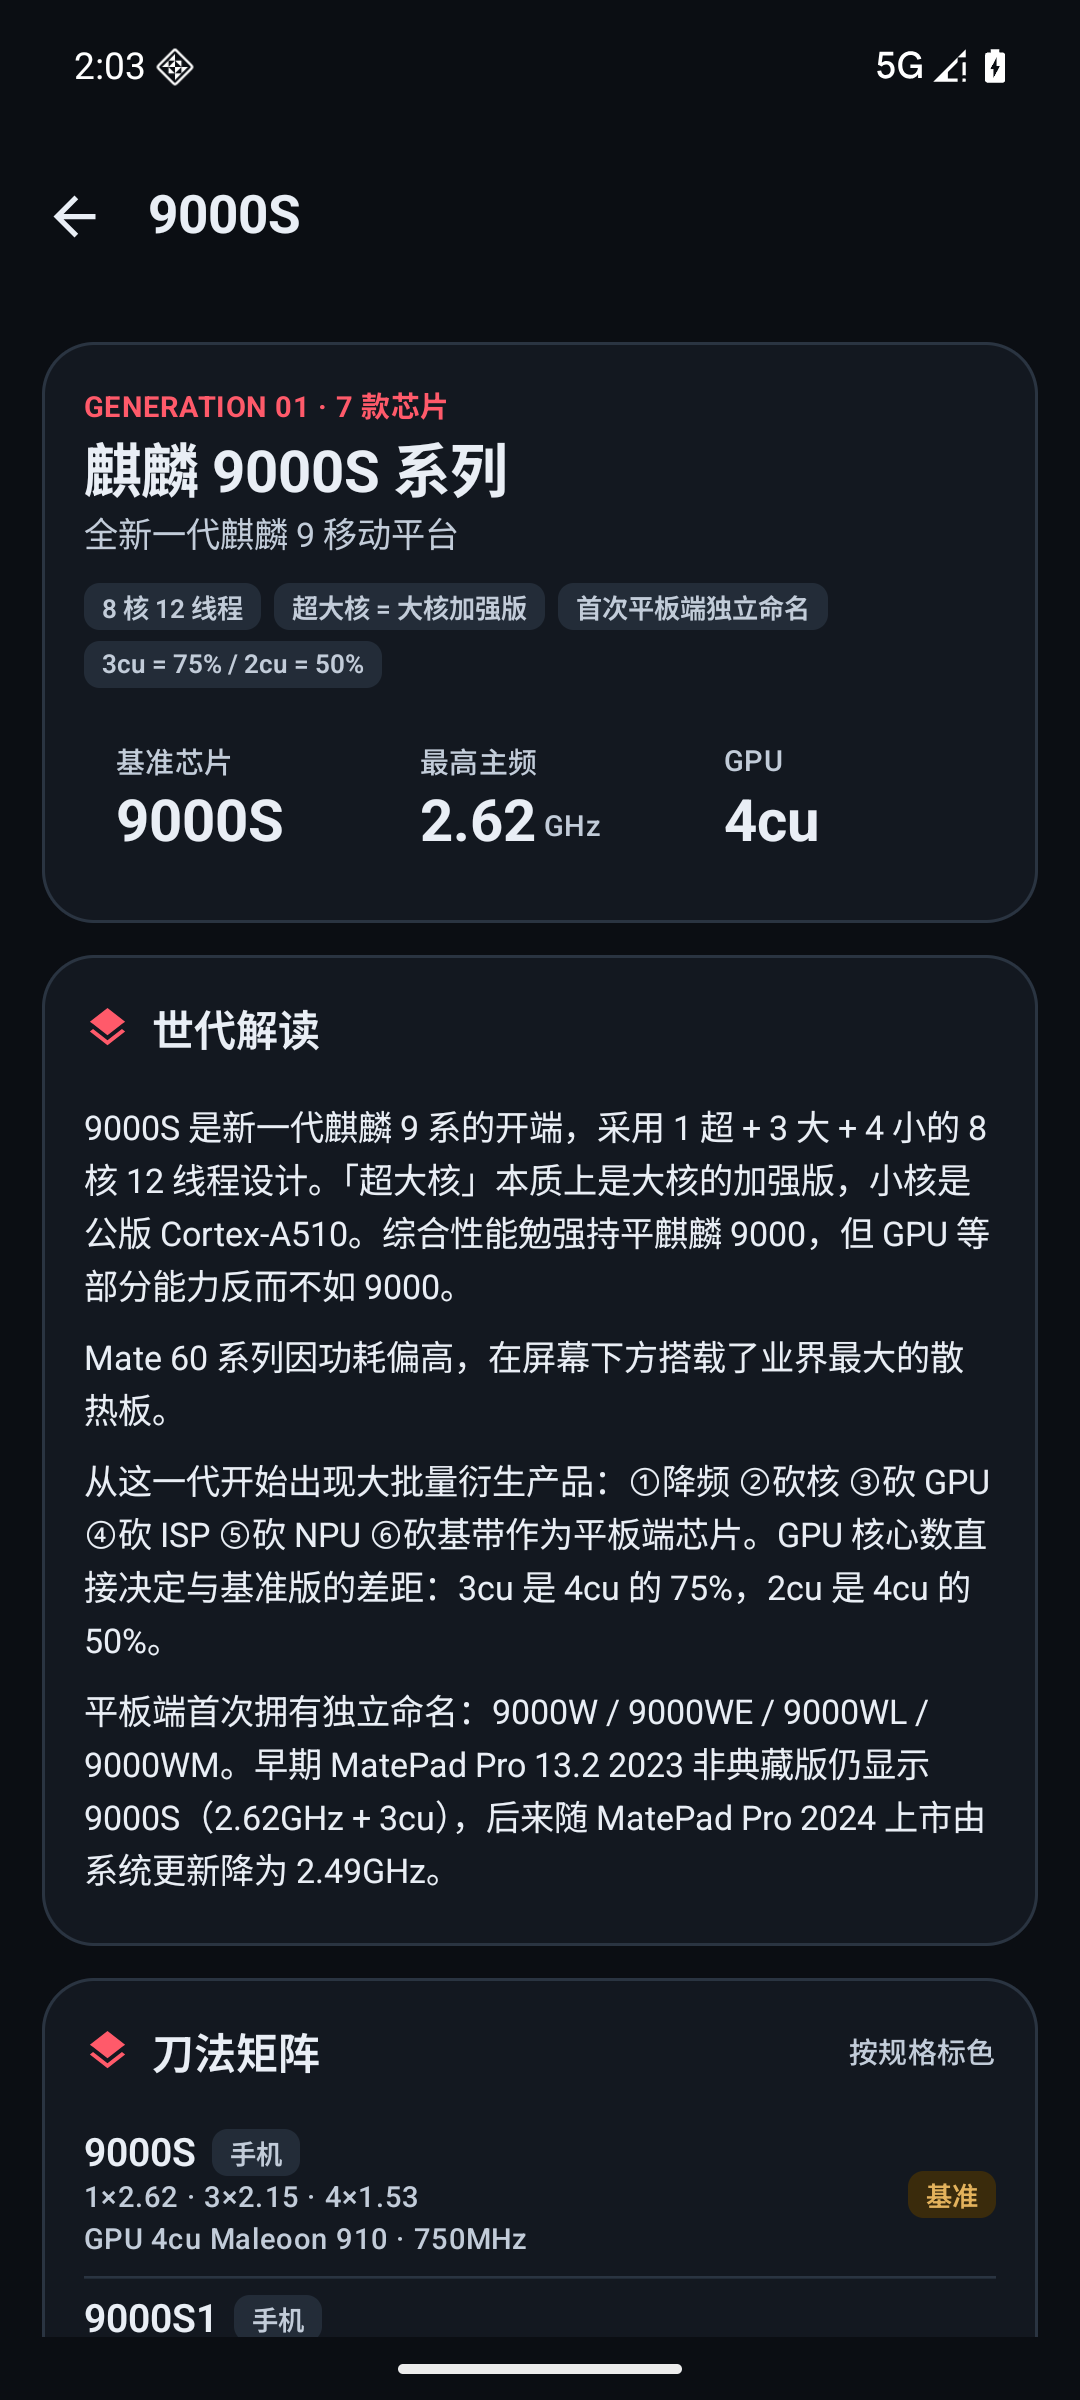 2:03
5G
9000S
GENERATION 01 · 7 款芯片
麒麟 9000S 系列
全新一代麒麟 9 移动平台
8 核 12 线程
超大核 = 大核加强版
首次平板端独立命名
3cu = 75% / 2cu = 50%
基准芯片
9000S
最高主频
2.62 GHz
GPU
4cu
世代解读
9000S 是新一代麒麟 9 系的开端，采用 1 超 + 3 大 + 4 小的 8
核 12 线程设计。「超大核」本质上是大核的加强版，小核是
公版 Cortex-A510。综合性能勉强持平麒麟 9000，但 GPU 等
部分能力反而不如 9000。
Mate 60 系列因功耗偏高，在屏幕下方搭载了业界最大的散
热板。
从这一代开始出现大批量衍生产品：①降频 ②砍核 ③砍 GPU
④砍 ISP ⑤砍 NPU ⑥砍基带作为平板端芯片。GPU 核心数直
接决定与基准版的差距：3cu 是 4cu 的 75%，2cu 是 4cu 的
50%。
平板端首次拥有独立命名：9000W / 9000WE / 9000WL /
9000WM。早期 MatePad Pro 13.2 2023 非典藏版仍显示
9000S（2.62GHz + 3cu），后来随 MatePad Pro 2024 上市由
系统更新降为 2.49GHz。
刀法矩阵
按规格标色
9000S 手机
1×2.62 · 3×2.15 · 4×1.53
GPU 4cu Maleoon 910 · 750MHz
基准
9000S1 手机